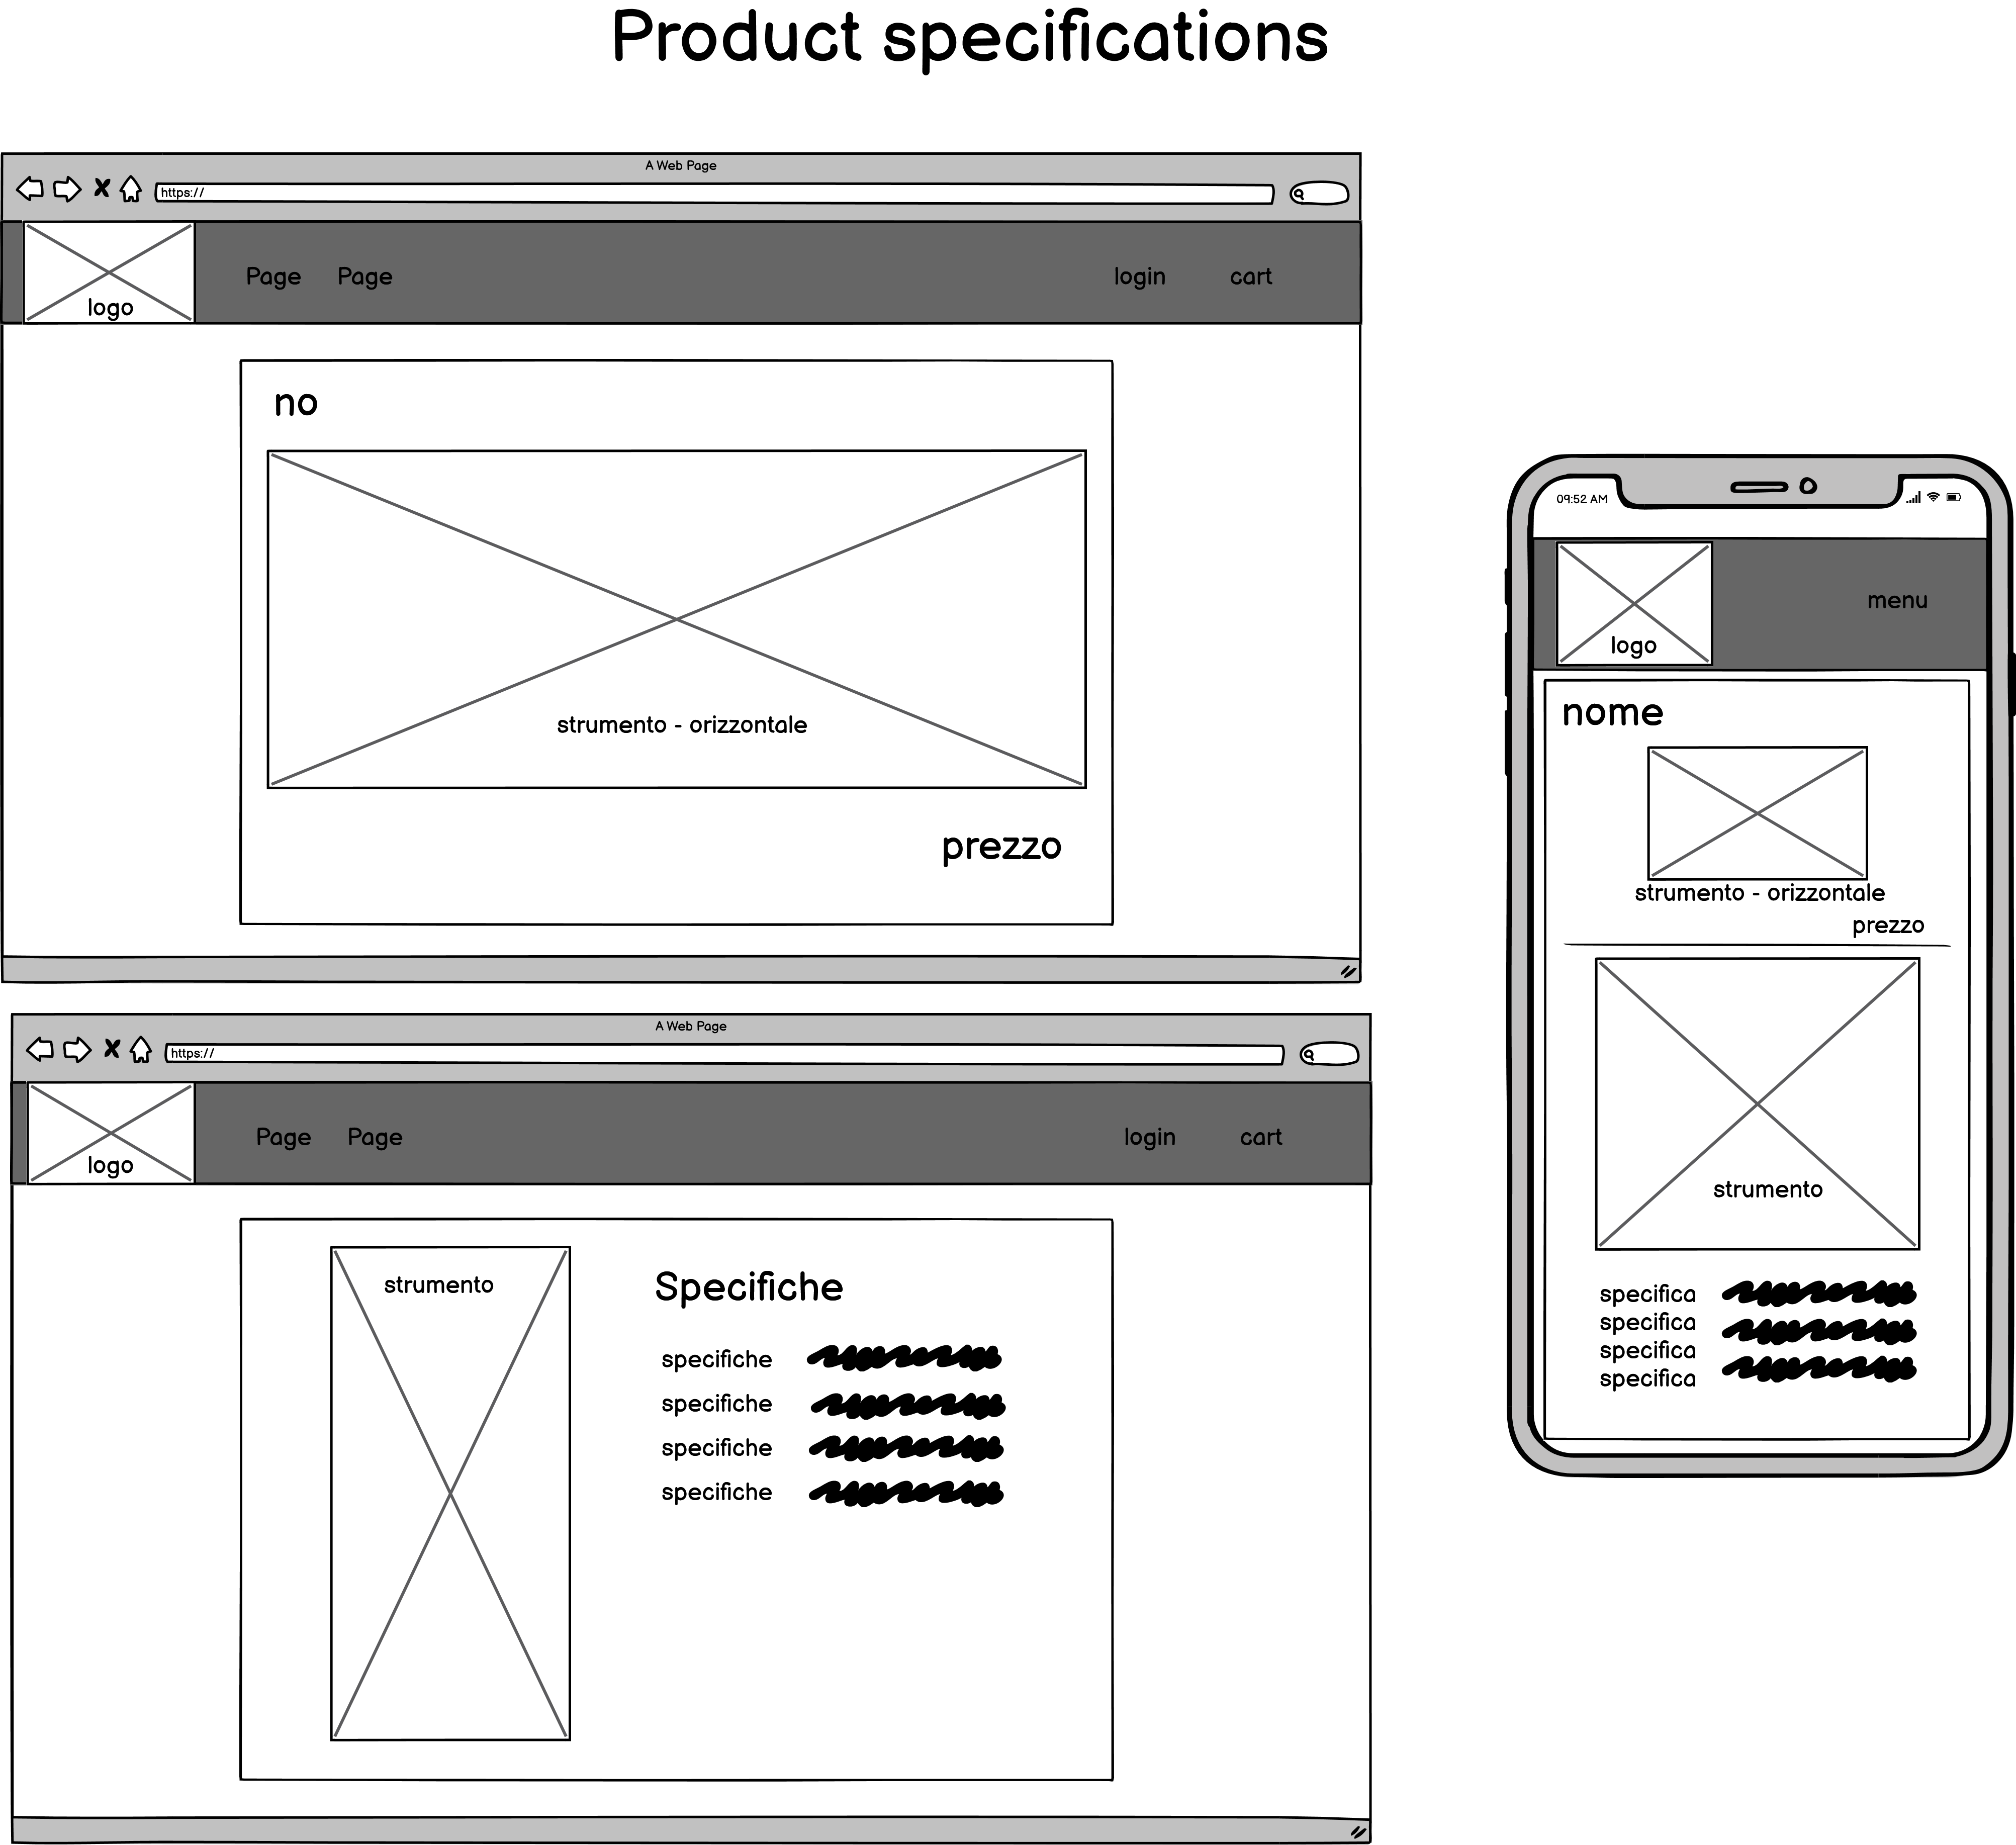 Product specifications
A Web Page
https://
logo
Page Page login cart
no
strumento - orizzontale
prezzo
A Web Page
https://
logo
Page Page login cart
strumento
Specifiche
specifiche
specifiche
specifiche
specifiche
09:52 AM
logo
menu
nome
strumento - orizzontale
prezzo
strumento
specifica
specifica
specifica
specifica